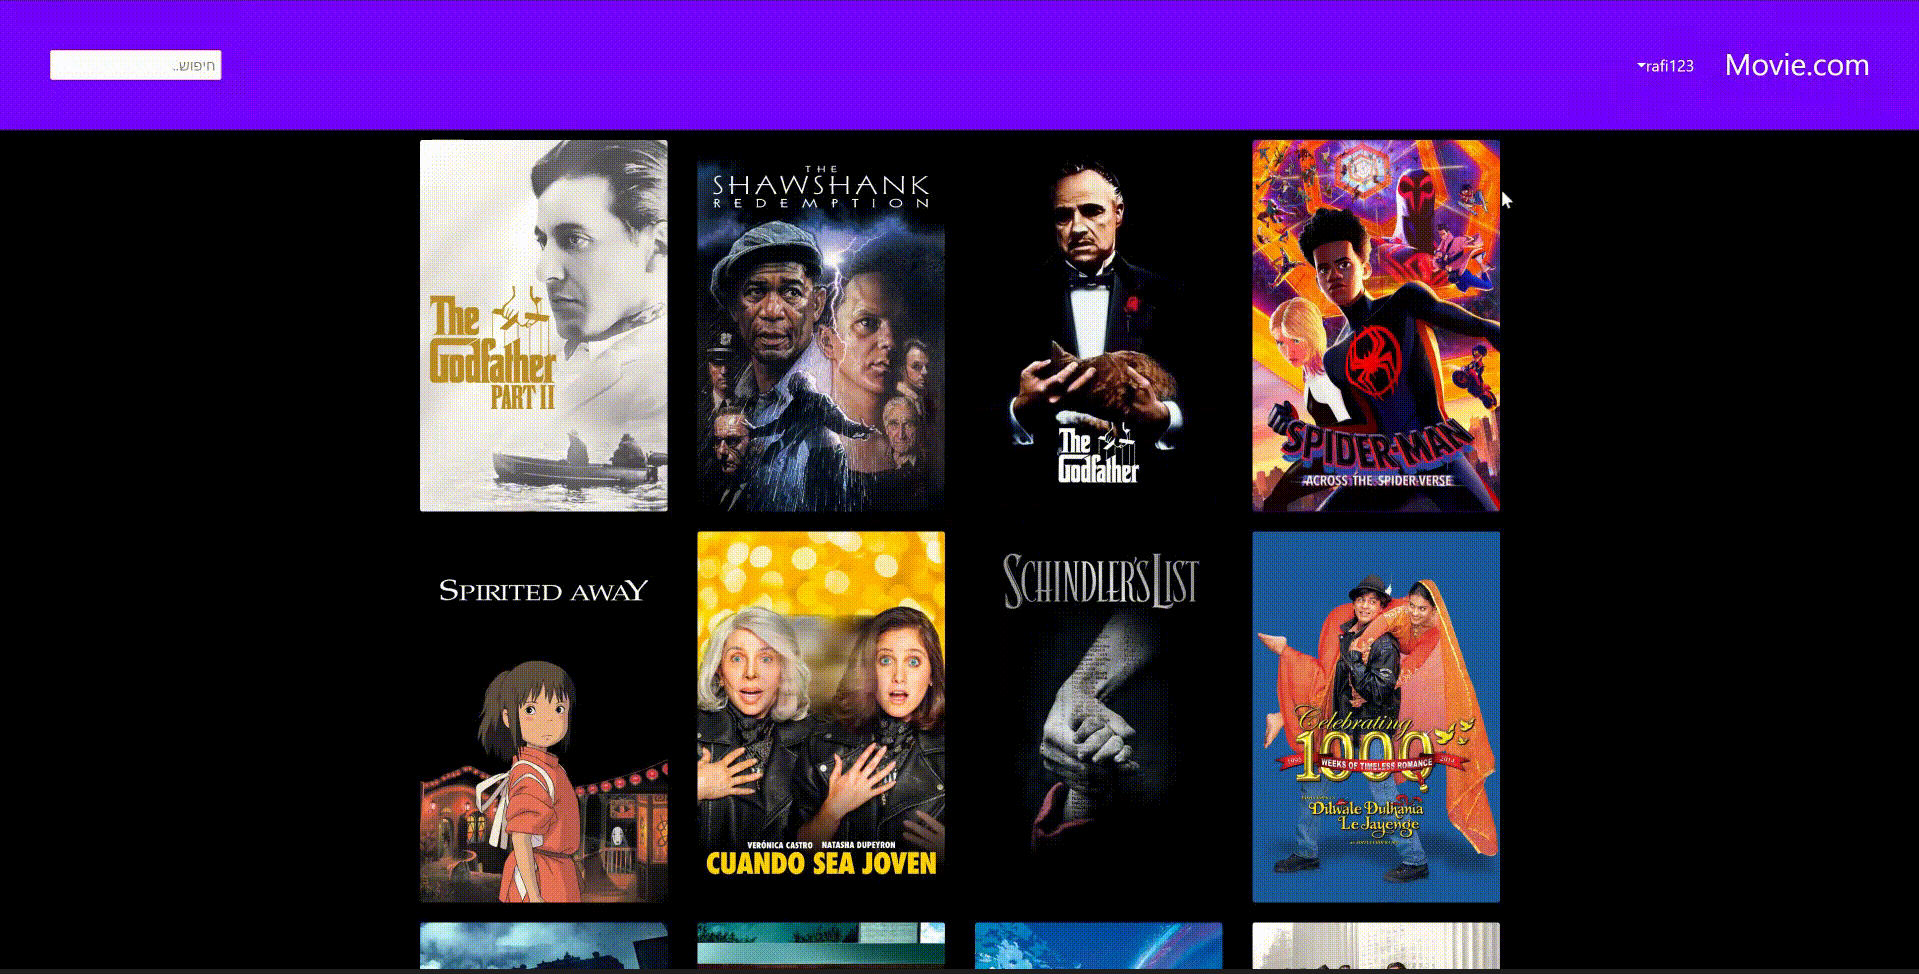 חיפוש..
rafi123
Movie.com
The
Godfather
PART II
THE
SHAWSHANK
REDEMPTION
The
Godfather
SPIDER-MAN
ACROSS THE SPIDER-VERSE
SPIRITED AWAY
VERÓNICA CASTRO NATASHA DUPEYRON
CUANDO SEA JOVEN
SCHINDLER'S LIST
Celebrating
1000
1995 WEEKS OF TIMELESS ROMANCE 2014
Dilwale Dulhania
Le Jayenge